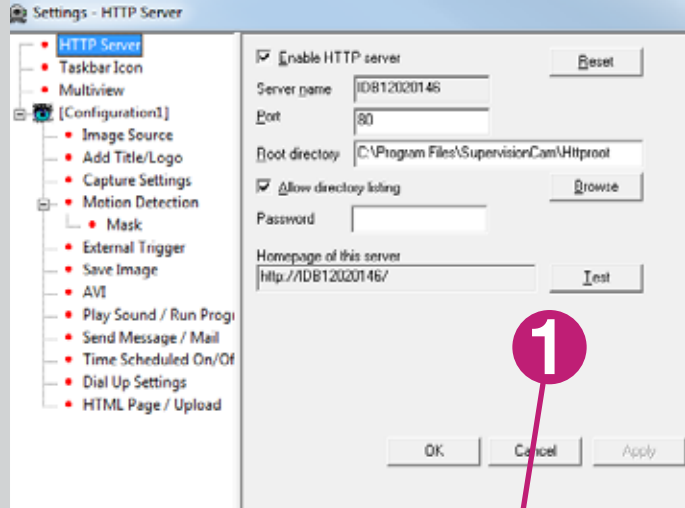 Settings - HTTP Server
HTTP Server
Taskbar Icon
Multiview
[Configuration1]
Image Source
Add Title/Logo
Capture Settings
Motion Detection
Mask
External Trigger
Save Image
AVI
Play Sound / Run Progr
Send Message / Mail
Time Scheduled On/Of
Dial Up Settings
HTML Page / Upload
Enable HTTP server
Reset
Server name IDB12020146
Port 80
Root directory C:\Program Files\SupervisionCam\Httproot
Allow directory listing
Browse
Password
Homepage of this server
http://IDB12020146/
Test
1
OK Cancel Apply